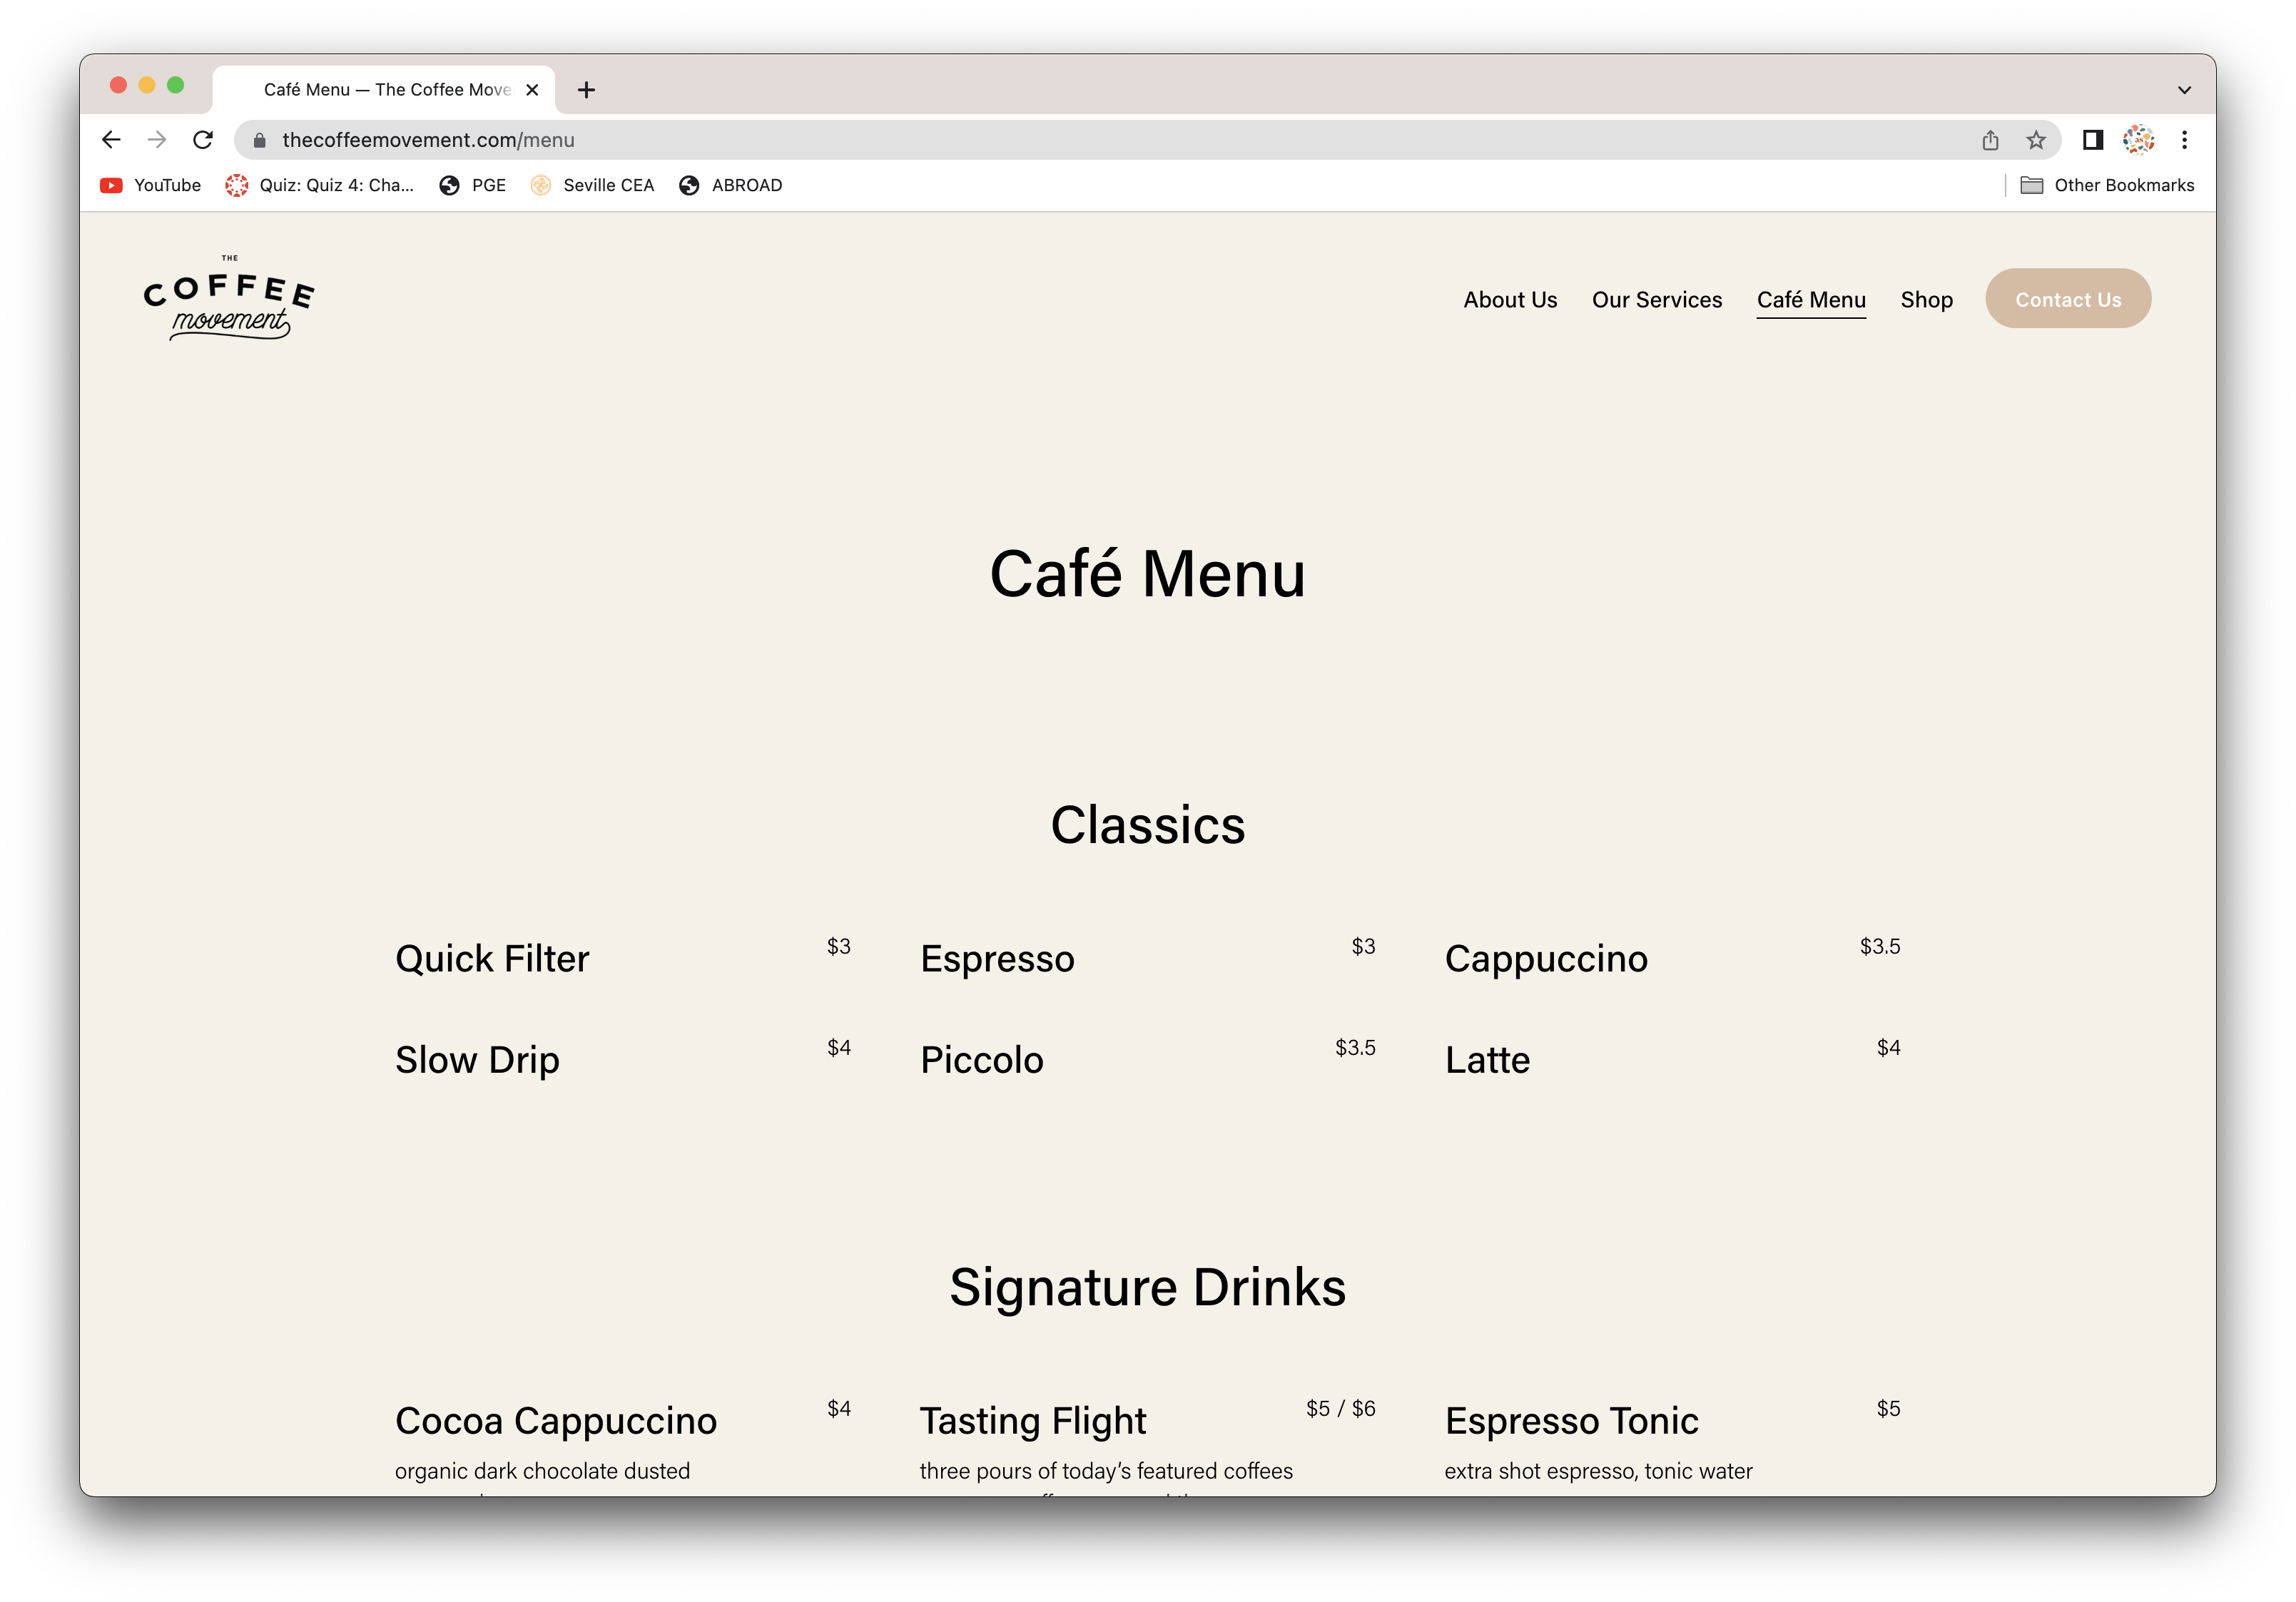 Café Menu — The Coffee Move
thecoffeemovement.com/menu
YouTube
Quiz: Quiz 4: Cha...
PGE
Seville CEA
ABROAD
Other Bookmarks
THE
COFFEE
movement
About Us
Our Services
Café Menu
Shop
Contact Us
Café Menu
Classics
Quick Filter $3
Espresso $3
Cappuccino $3.5
Slow Drip $4
Piccolo $3.5
Latte $4
Signature Drinks
Cocoa Cappuccino $4
organic dark chocolate dusted
Tasting Flight $5 / $6
three pours of today’s featured coffees
Espresso Tonic $5
extra shot espresso, tonic water